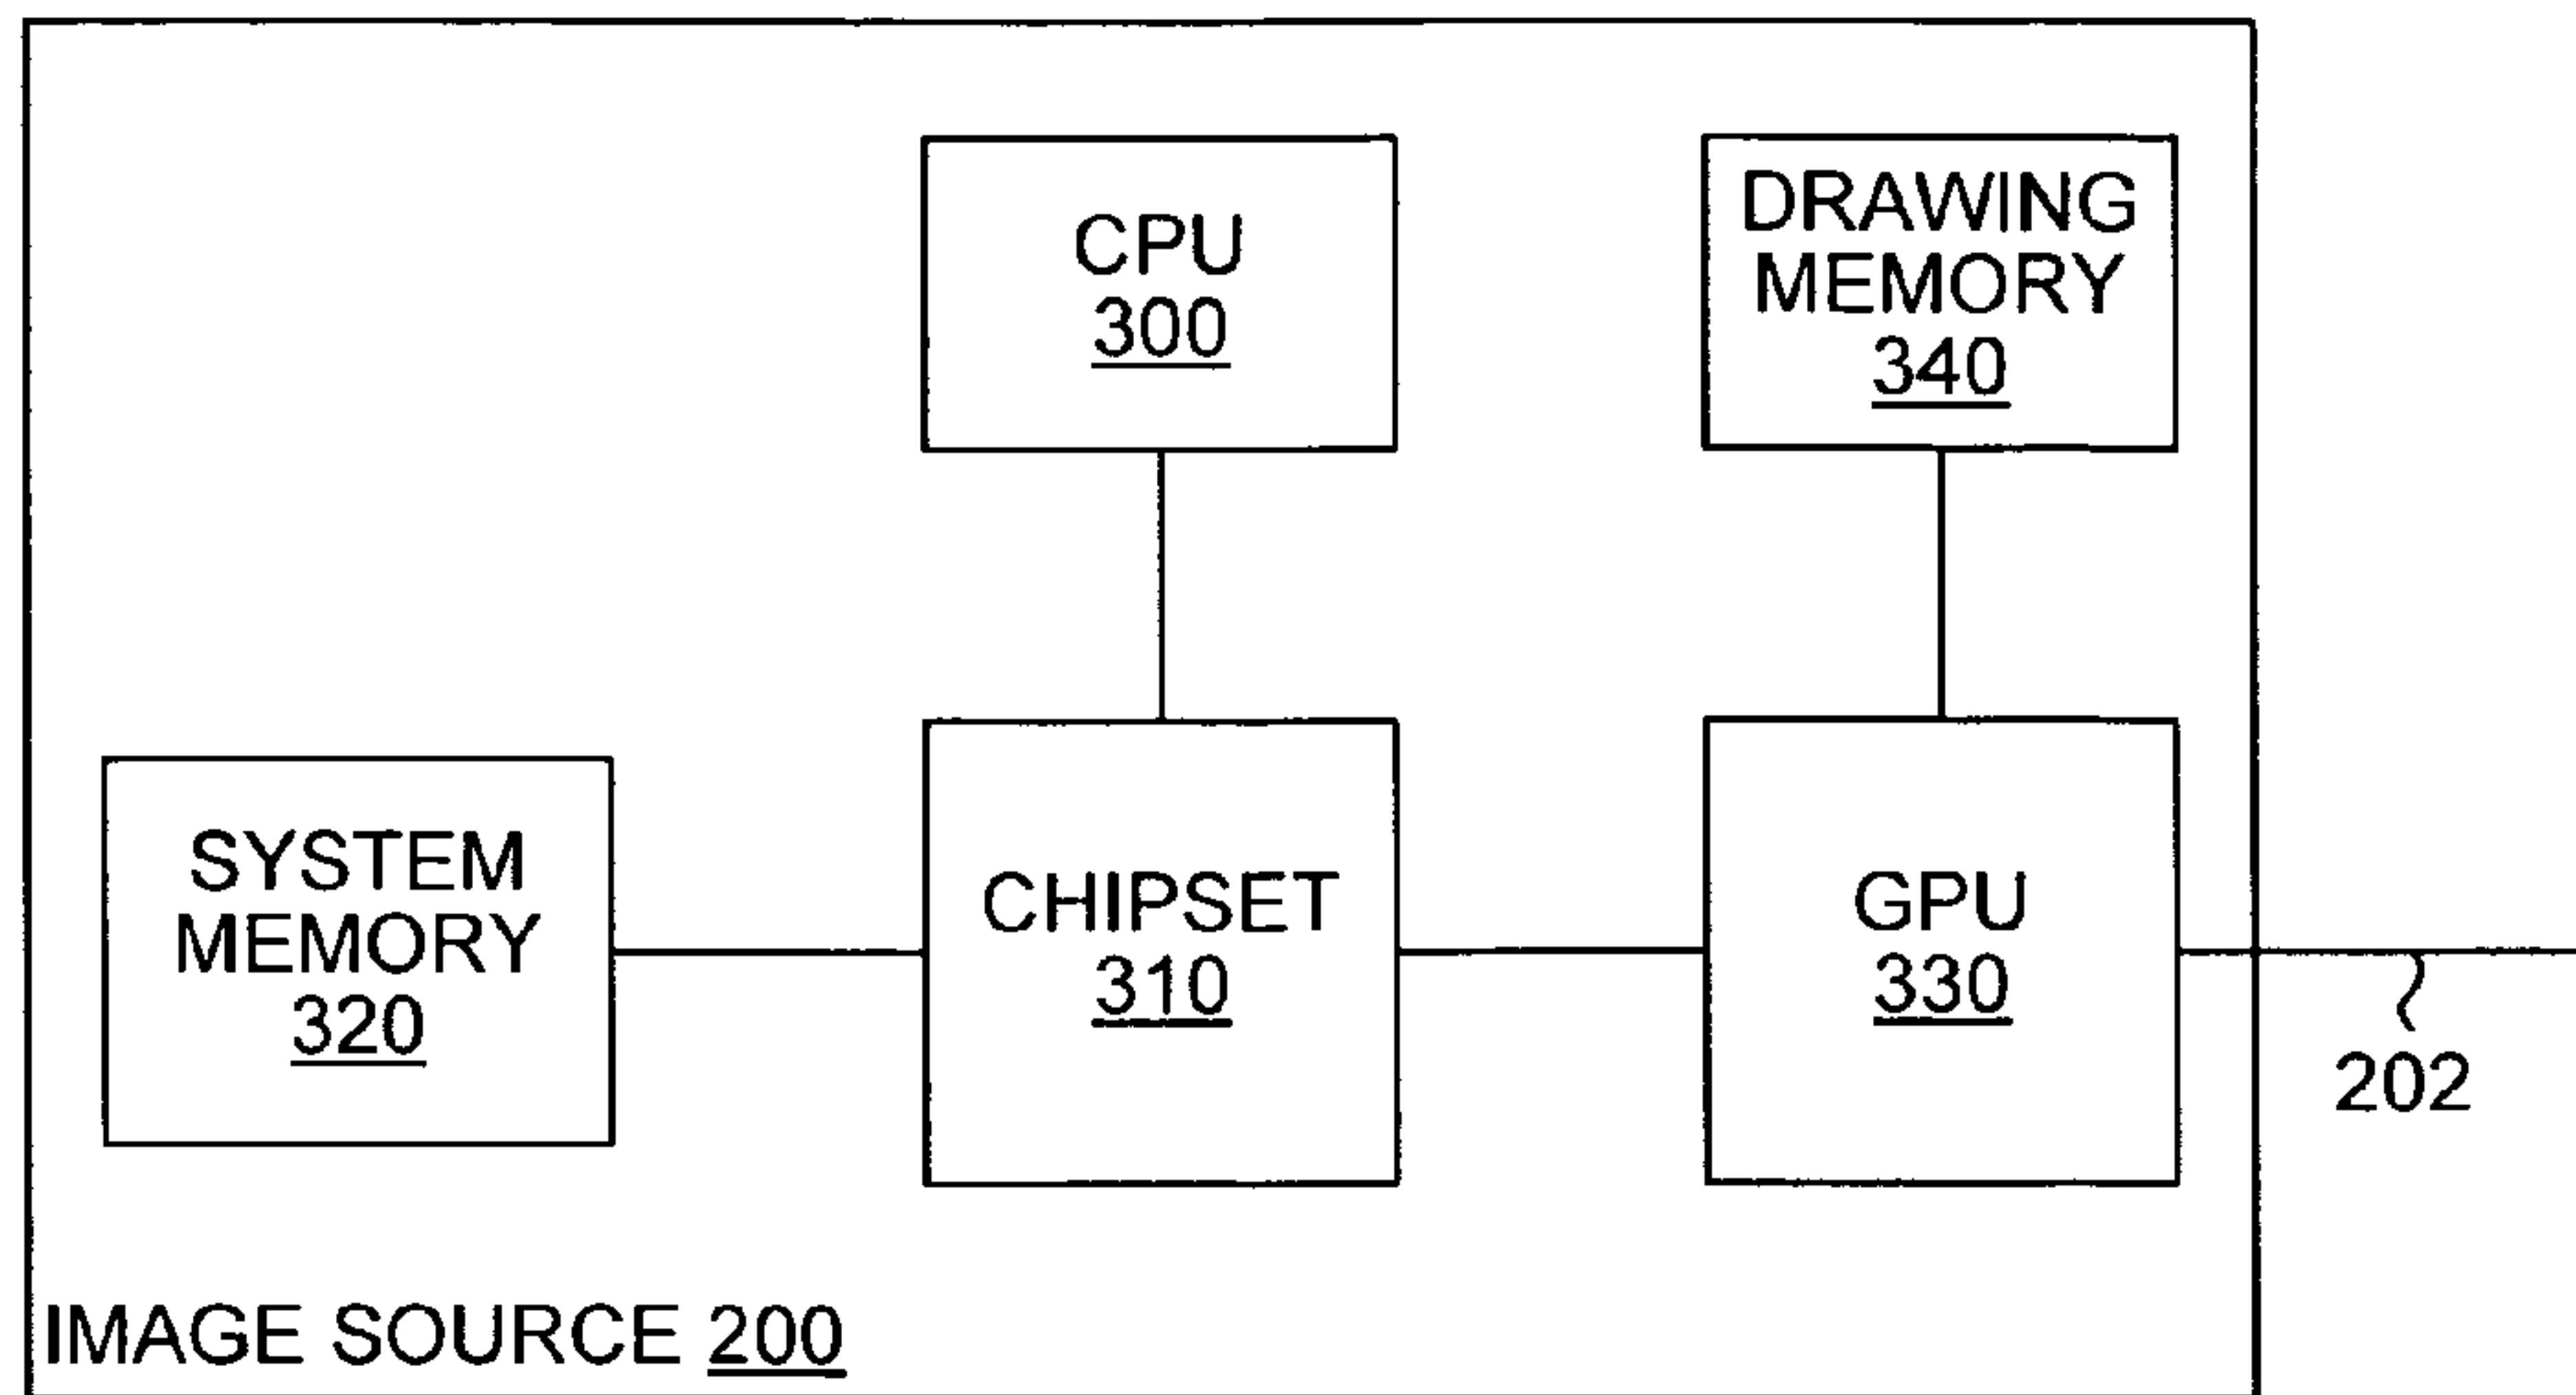 CPU
300
DRAWING
MEMORY
340
SYSTEM
MEMORY
320
CHIPSET
310
GPU
330
202
IMAGE SOURCE 200